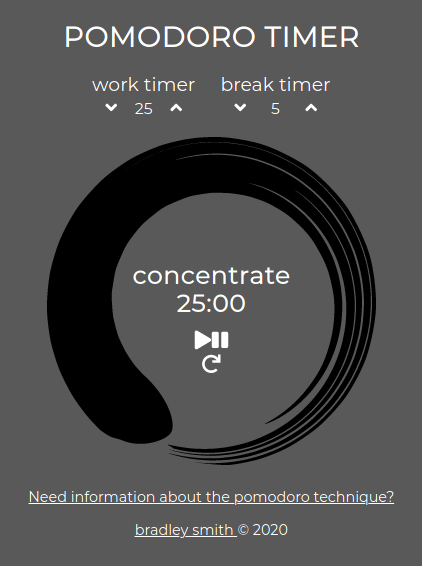 POMODORO TIMER
work timer break timer
25 5
concentrate
25:00
Need information about the pomodoro technique?
bradley smith © 2020